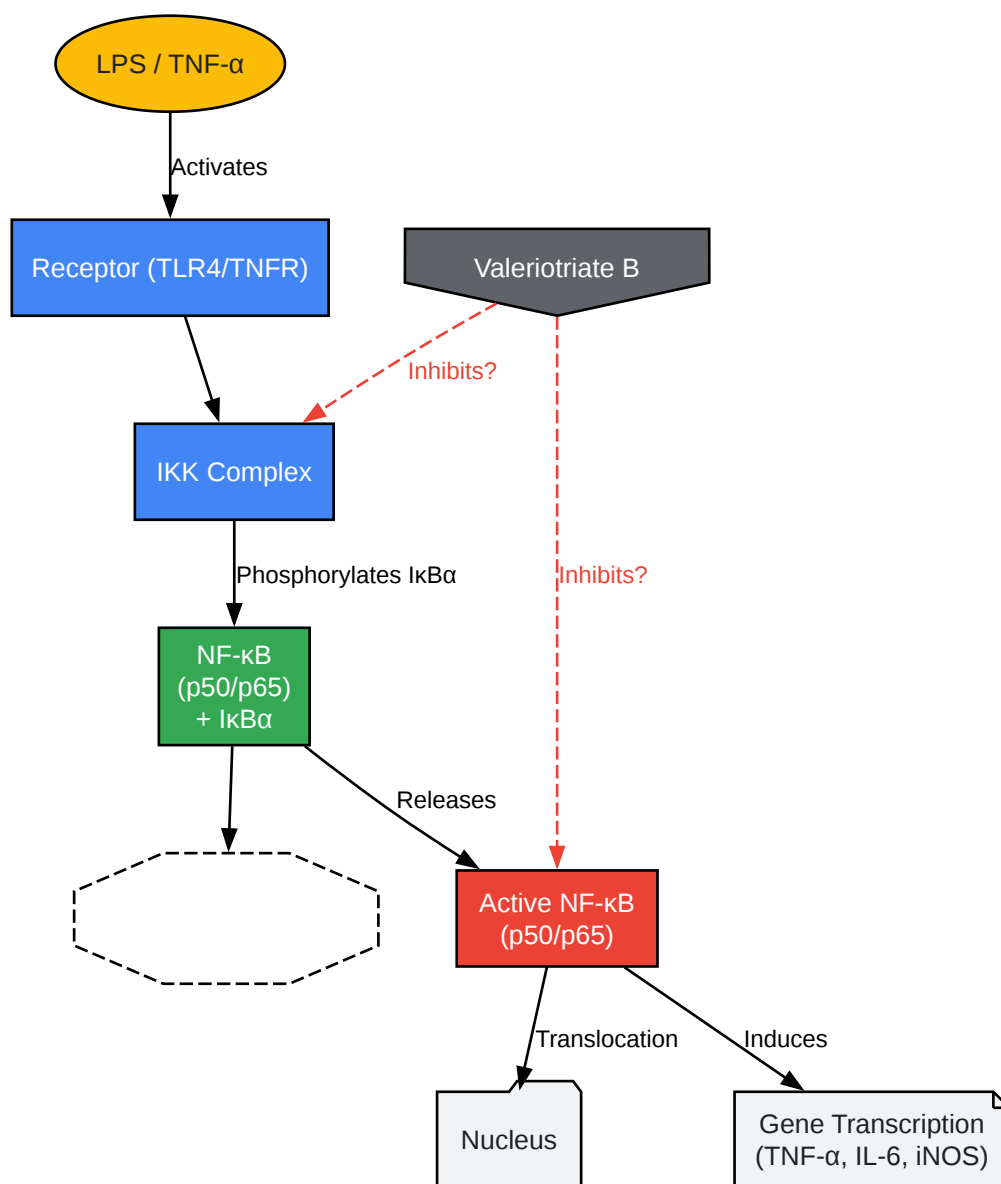 LPS / TNF-α
Activates
Receptor (TLR4/TNFR)
Valeriotriate B
Inhibits?
IKK Complex
Phosphorylates IκBα
Inhibits?
NF-κB
(p50/p65)
+ IκBα
Releases
Active NF-κB
(p50/p65)
Translocation
Induces
Nucleus
Gene Transcription
(TNF-α, IL-6, iNOS)